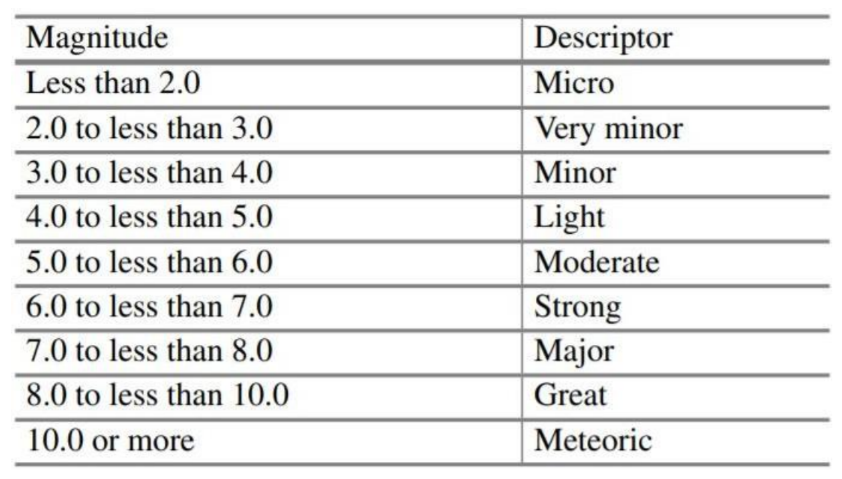 Magnitude Descriptor
Less than 2.0 Micro
2.0 to less than 3.0 Very minor
3.0 to less than 4.0 Minor
4.0 to less than 5.0 Light
5.0 to less than 6.0 Moderate
6.0 to less than 7.0 Strong
7.0 to less than 8.0 Major
8.0 to less than 10.0 Great
10.0 or more Meteoric